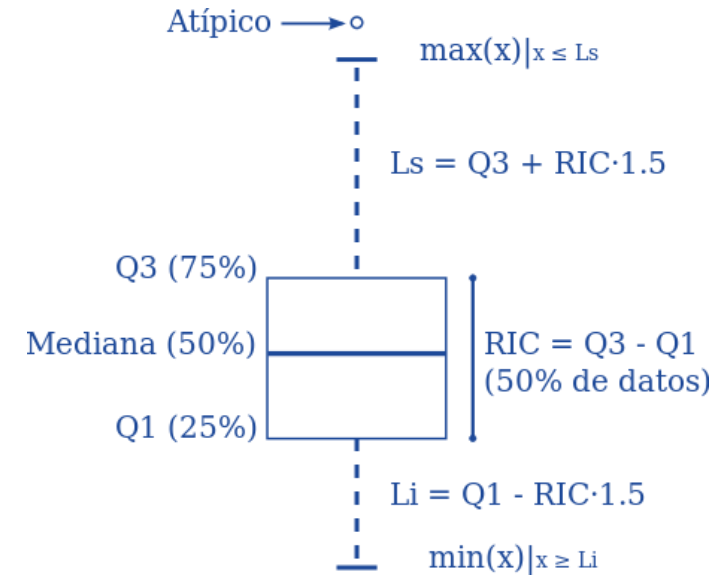 Atípico
max(x)|x ≤ Ls
Ls = Q3 + RIC·1.5
Q3 (75%)
Mediana (50%)
RIC = Q3 - Q1
(50% de datos)
Q1 (25%)
Li = Q1 - RIC·1.5
min(x)|x ≥ Li